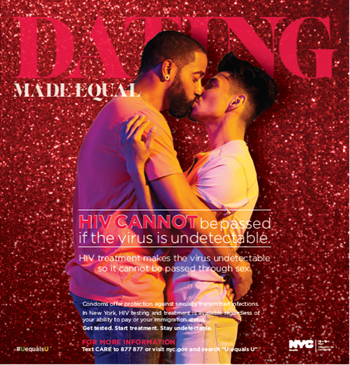 DATING
MADE EQUAL
HIV CANNOT be passed
if the virus is undetectable.
HIV treatment makes the virus undetectable
so it cannot be passed through sex.
Condoms offer protection against sexually transmitted infections.
In New York, HIV testing and treatment is available regardless of
your ability to pay or your immigration status.
Get tested. Start treatment. Stay undetectable.
FOR MORE INFORMATION
Text CARE to 877 877 or visit nyc.gov and search "U equals U"
#UequalsU
NYC